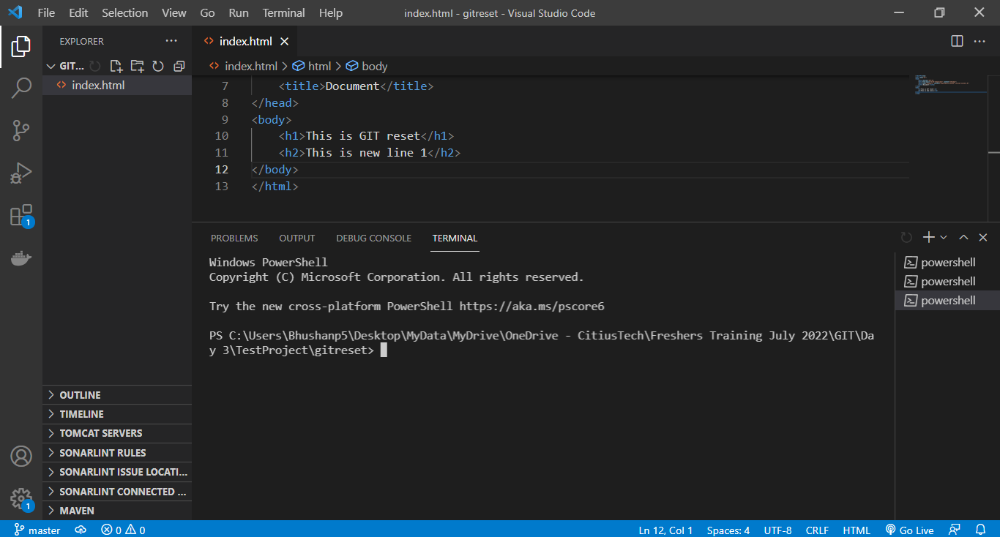 File Edit Selection View Go Run Terminal Help
index.html - gitreset - Visual Studio Code
EXPLORER
GIT...
index.html
OUTLINE
TIMELINE
TOMCAT SERVERS
SONARLINT RULES
SONARLINT ISSUE LOCATI...
SONARLINT CONNECTED ...
MAVEN
1
1
index.html
index.html > html > body
7 <title>Document</title>
8 </head>
9 <body>
10 <h1>This is GIT reset</h1>
11 <h2>This is new line 1</h2>
12 </body>
13 </html>
PROBLEMS OUTPUT DEBUG CONSOLE TERMINAL
Windows PowerShell
Copyright (C) Microsoft Corporation. All rights reserved.
Try the new cross-platform PowerShell https://aka.ms/pscore6
PS C:\Users\Bhushanp5\Desktop\MyData\MyDrive\OneDrive - CitiusTech\Freshers Training July 2022\GIT\Da
y 3\TestProject\gitreset>
powershell
powershell
powershell
master 0 0 Ln 12, Col 1 Spaces: 4 UTF-8 CRLF HTML Go Live